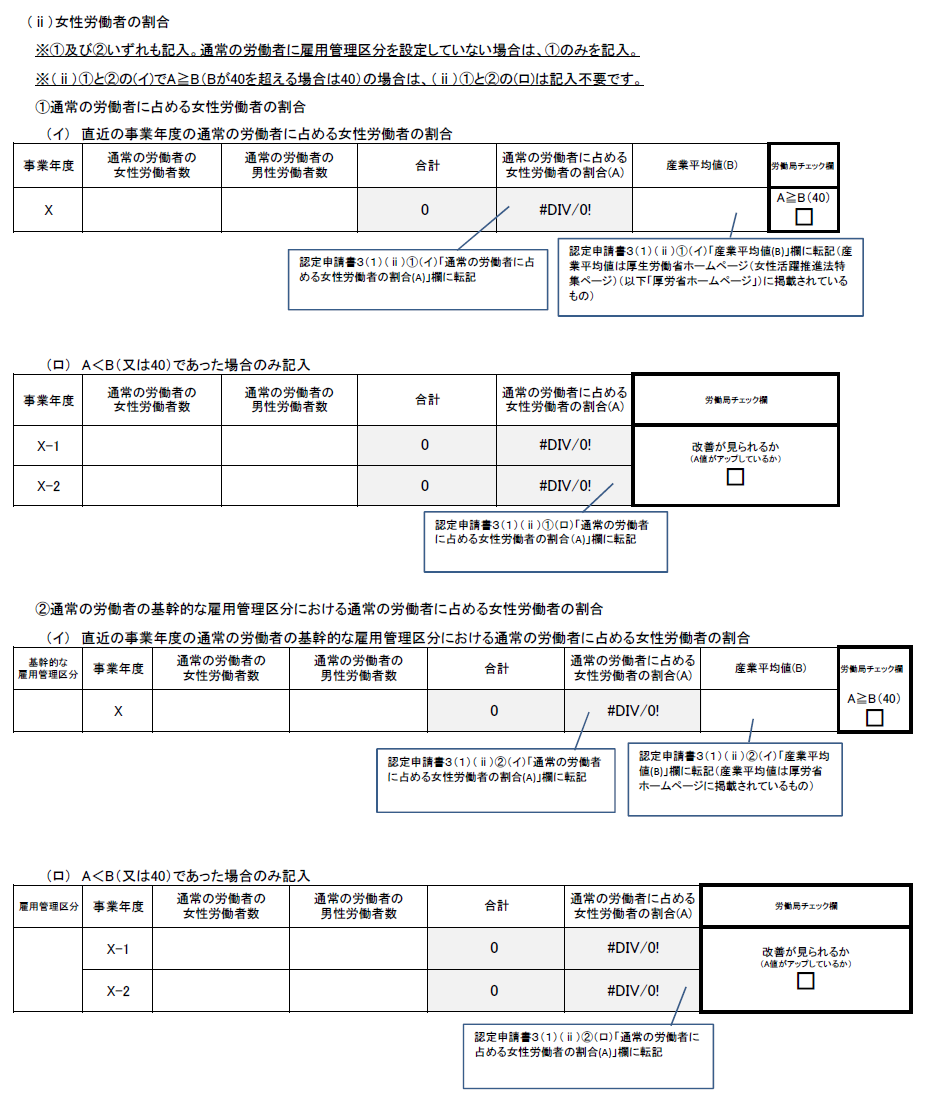 （ⅱ）女性労働者の割合
※①及び②いずれも記入。通常の労働者に雇用管理区分を設定していない場合は、①のみを記入。
※（ⅱ）①と②の（イ）でA≧B（Bが40を超える場合は40）の場合は、（ⅱ）①と②の（ロ）は記入不要です。
①通常の労働者に占める女性労働者の割合
（イ） 直近の事業年度の通常の労働者に占める女性労働者の割合
事業年度 通常の労働者の 通常の労働者の 合計 通常の労働者に占める 産業平均値(B) 労働局チェック欄
女性労働者数 男性労働者数 女性労働者の割合(A)
X 0 #DIV/0! A≧B（40）
□
認定申請書３（１）（ⅱ）①（イ）「通常の労働者に占
める女性労働者の割合(A)」欄に転記
認定申請書３（１）（ⅱ）①（イ）「産業平均値(B)」欄に転記（産
業平均値は厚生労働省ホームページ（女性活躍推進法特
集ページ）（以下「厚労省ホームページ」）に掲載されている
もの）
（ロ） A＜B（又は40）であった場合のみ記入
事業年度 通常の労働者の 通常の労働者の 合計 通常の労働者に占める 労働局チェック欄
女性労働者数 男性労働者数 女性労働者の割合(A)
X-1 0 #DIV/0! 改善が見られるか
（A値がアップしているか）
X-2 0 #DIV/0! □
認定申請書３（１）（ⅱ）①（ロ）「通常の労働者
に占める女性労働者の割合（A）」欄に転記
②通常の労働者の基幹的な雇用管理区分における通常の労働者に占める女性労働者の割合
（イ） 直近の事業年度の通常の労働者の基幹的な雇用管理区分における通常の労働者に占める女性労働者の割合
基幹的な 事業年度 通常の労働者の 通常の労働者の 合計 通常の労働者に占める 産業平均値(B) 労働局チェック欄
雇用管理区分 女性労働者数 男性労働者数 女性労働者の割合(A)
X 0 #DIV/0! A≧B（40）
□
認定申請書３（１）（ⅱ）②（イ）「通常の労働者
に占める女性労働者の割合(A)」欄に転記
認定申請書３（１）（ⅱ）②（イ）「産業平均
値(B)」欄に転記（産業平均値は厚労省
ホームページに掲載されているもの）
（ロ） A＜B（又は40）であった場合のみ記入
雇用管理区分 事業年度 通常の労働者の 通常の労働者の 合計 通常の労働者に占める 労働局チェック欄
女性労働者数 男性労働者数 女性労働者の割合(A)
X-1 0 #DIV/0! 改善が見られるか
（A値がアップしているか）
X-2 0 #DIV/0! □
認定申請書３（１）（ⅱ）②（ロ）「通常の労働者に
占める女性労働者の割合(A)」欄に転記